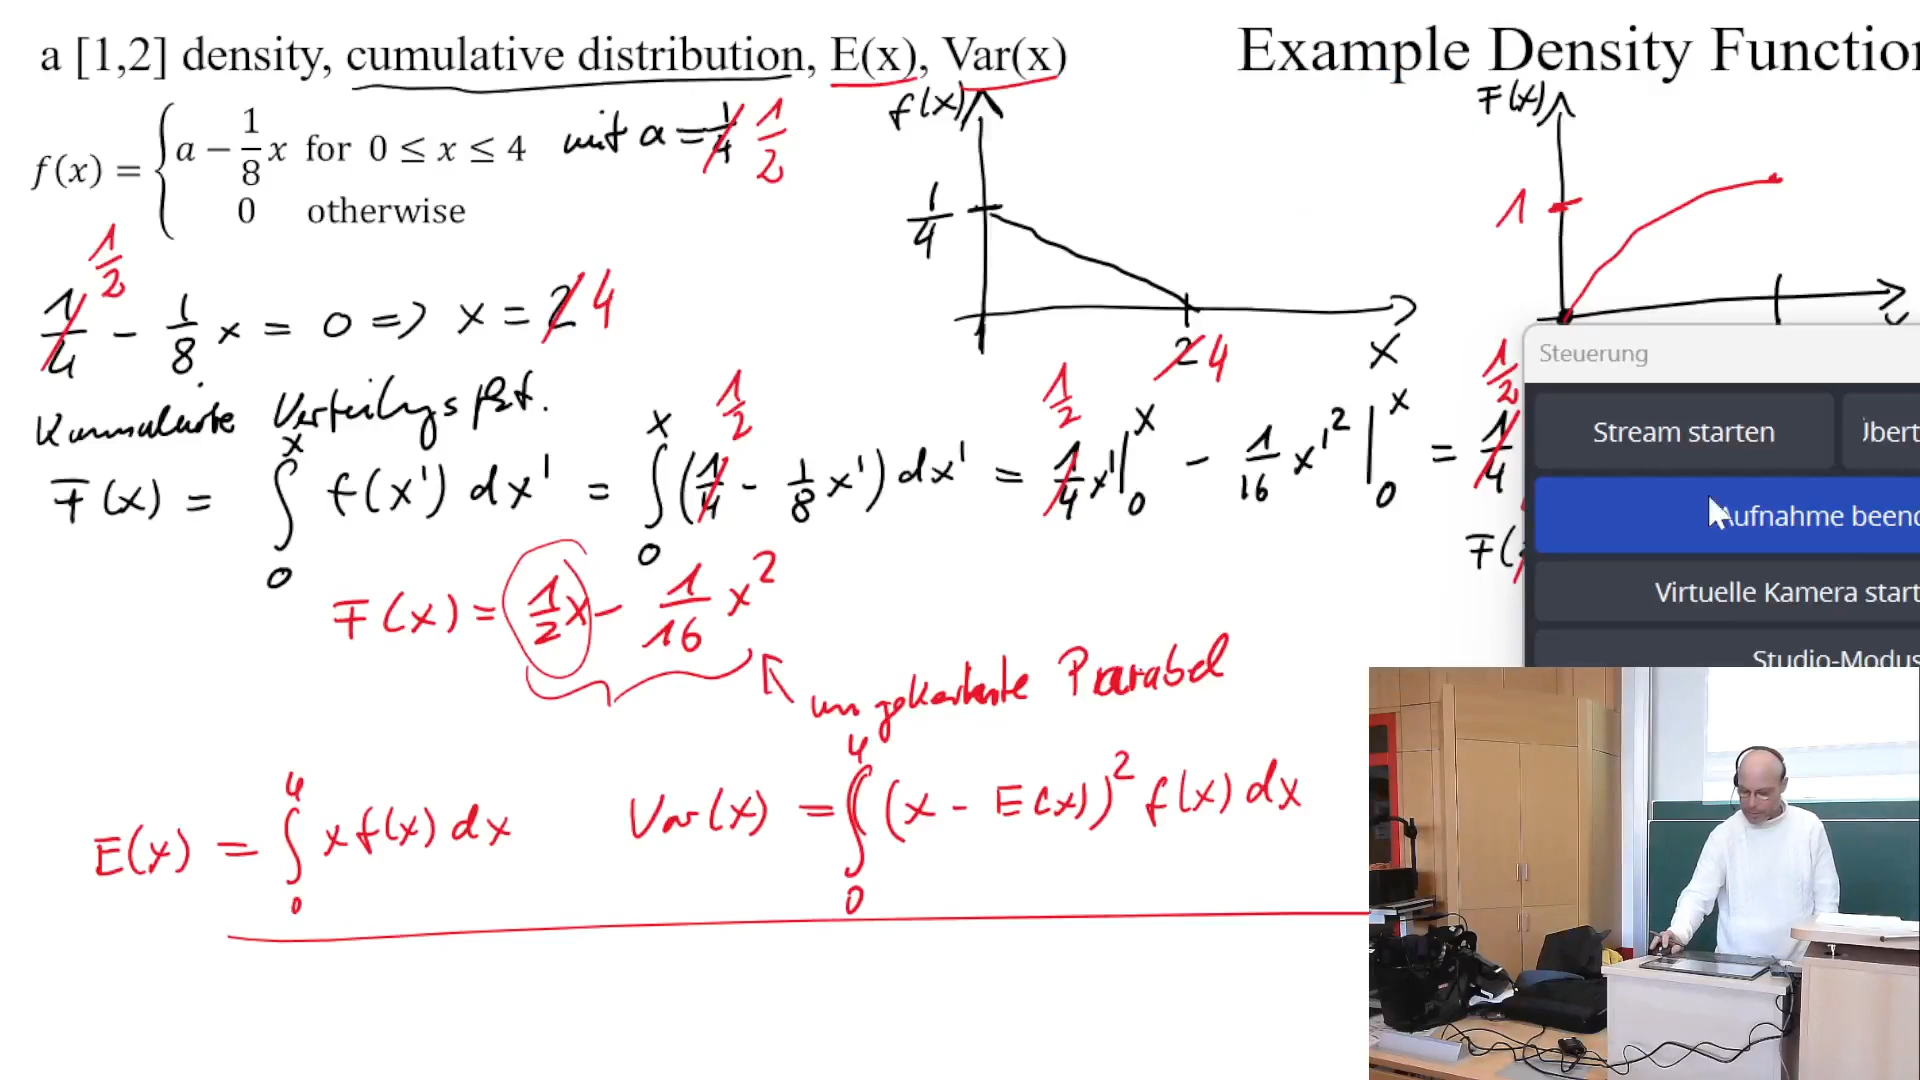 a [1,2] density, cumulative distribution, E(x), Var(x)
Example Density Function
f(x) = { a − 1/8 x for 0 ≤ x ≤ 4
0 otherwise
mit a = 1/4 1/2
f(x)
1/4
2 4
x
F(x)
1
1/2
1/4 − 1/8 x = 0 => x = 2 4
Kumulierte Verteilungsfkt.
F(x) = ∫₀ˣ f(x') dx' = ∫₀ˣ (1/4 1/2 − 1/8 x') dx' = 1/4 1/2 x' |₀ˣ − 1/16 x'² |₀ˣ = 1/4 1/2
F(
F(x) = 1/2 x − 1/16 x²
umgekehrte Parabel
E(x) = ∫₀⁴ x f(x) dx
Var(x) = ∫₀⁴ (x − E(x))² f(x) dx
Steuerung
Stream starten
Aufnahme beend
Virtuelle Kamera start
Studio-Modus